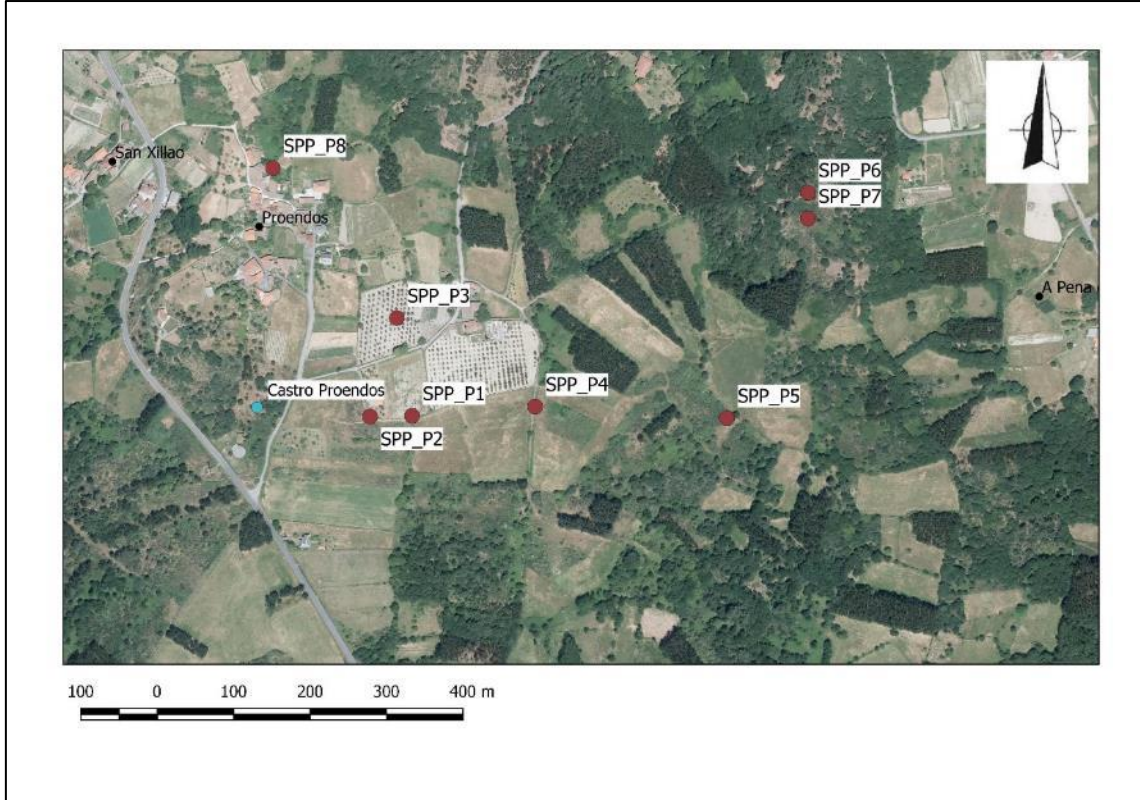 SPP_P8
San Xillao
SPP_P6
Proendos
SPP_P7
A Pena
SPP_P3
Castro Proendos
SPP_P1
SPP_P4
SPP_P5
SPP_P2
100 0 100 200 300 400 m